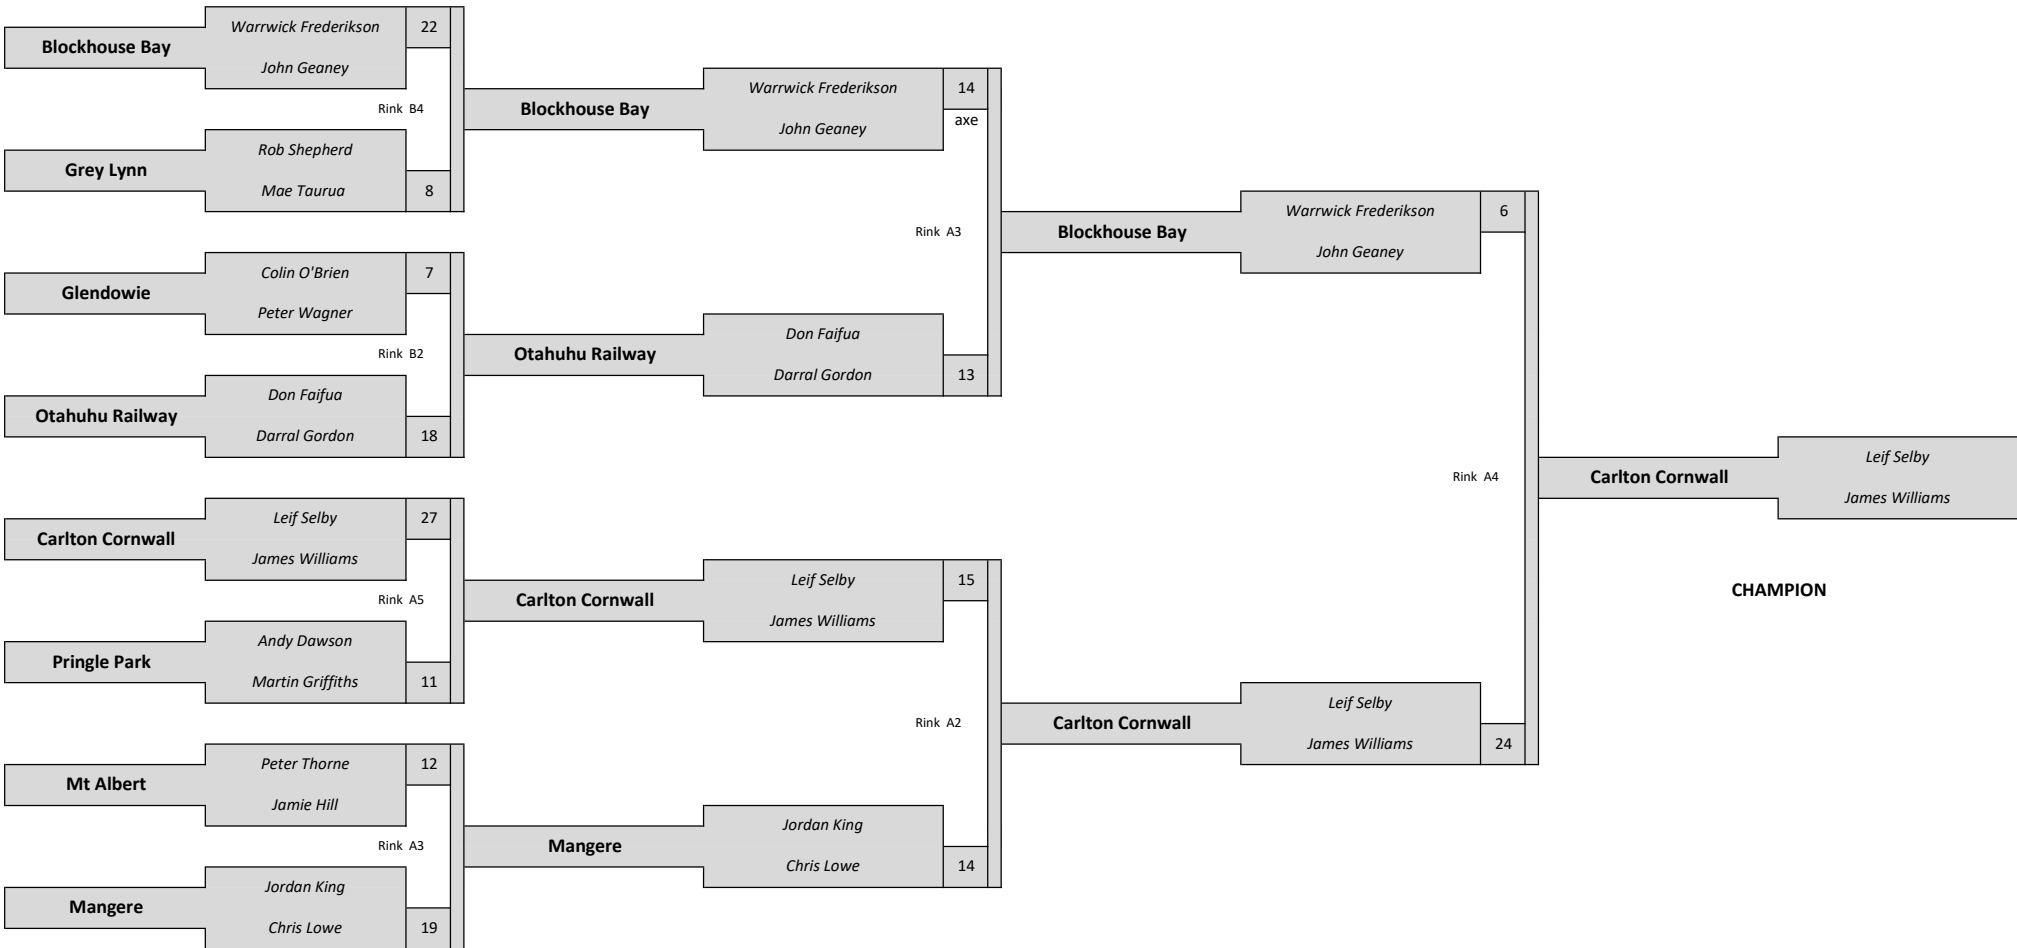 Blockhouse Bay
Warrwick Frederikson
22
John Geaney
Rink B4
Grey Lynn
Rob Shepherd
Mae Taurua
8
Glendowie
Colin O'Brien
7
Peter Wagner
Rink B2
Otahuhu Railway
Don Faifua
Darral Gordon
18
Carlton Cornwall
Leif Selby
27
James Williams
Rink A5
Pringle Park
Andy Dawson
Martin Griffiths
11
Mt Albert
Peter Thorne
12
Jamie Hill
Rink A3
Mangere
Jordan King
Chris Lowe
19
Blockhouse Bay
Warrwick Frederikson
14
axe
John Geaney
Rink A3
Otahuhu Railway
Don Faifua
Darral Gordon
13
Carlton Cornwall
Leif Selby
15
James Williams
Rink A2
Mangere
Jordan King
Chris Lowe
14
Blockhouse Bay
Warrwick Frederikson
6
John Geaney
Rink A4
Carlton Cornwall
Leif Selby
James Williams
24
Carlton Cornwall
Leif Selby
James Williams
CHAMPION